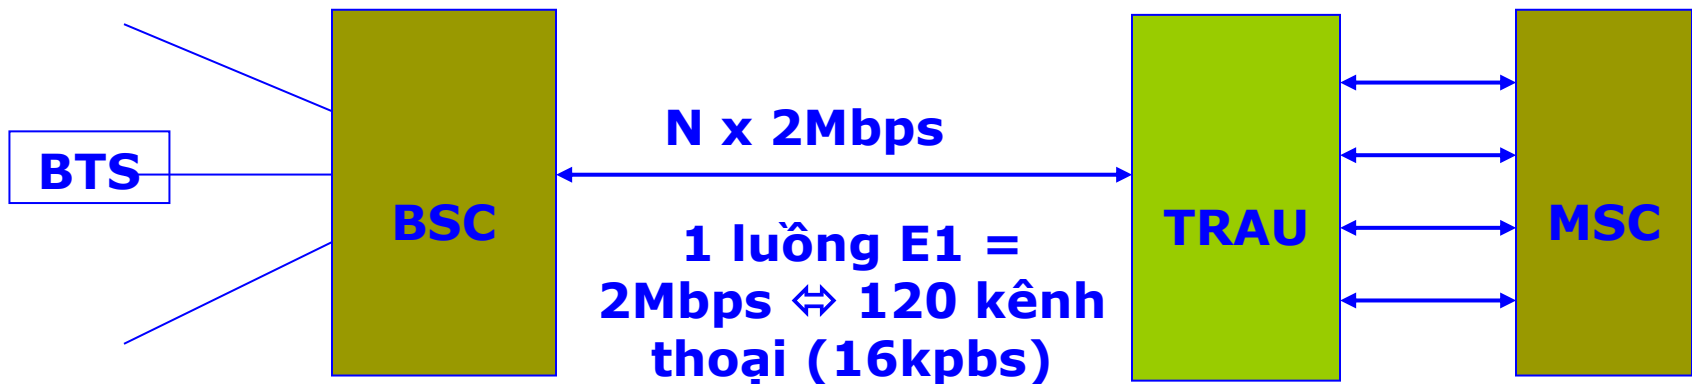 BTS
BSC
N x 2Mbps
1 luồng E1 =
2Mbps ⬄ 120 kênh
thoại (16kpbs)
TRAU
MSC